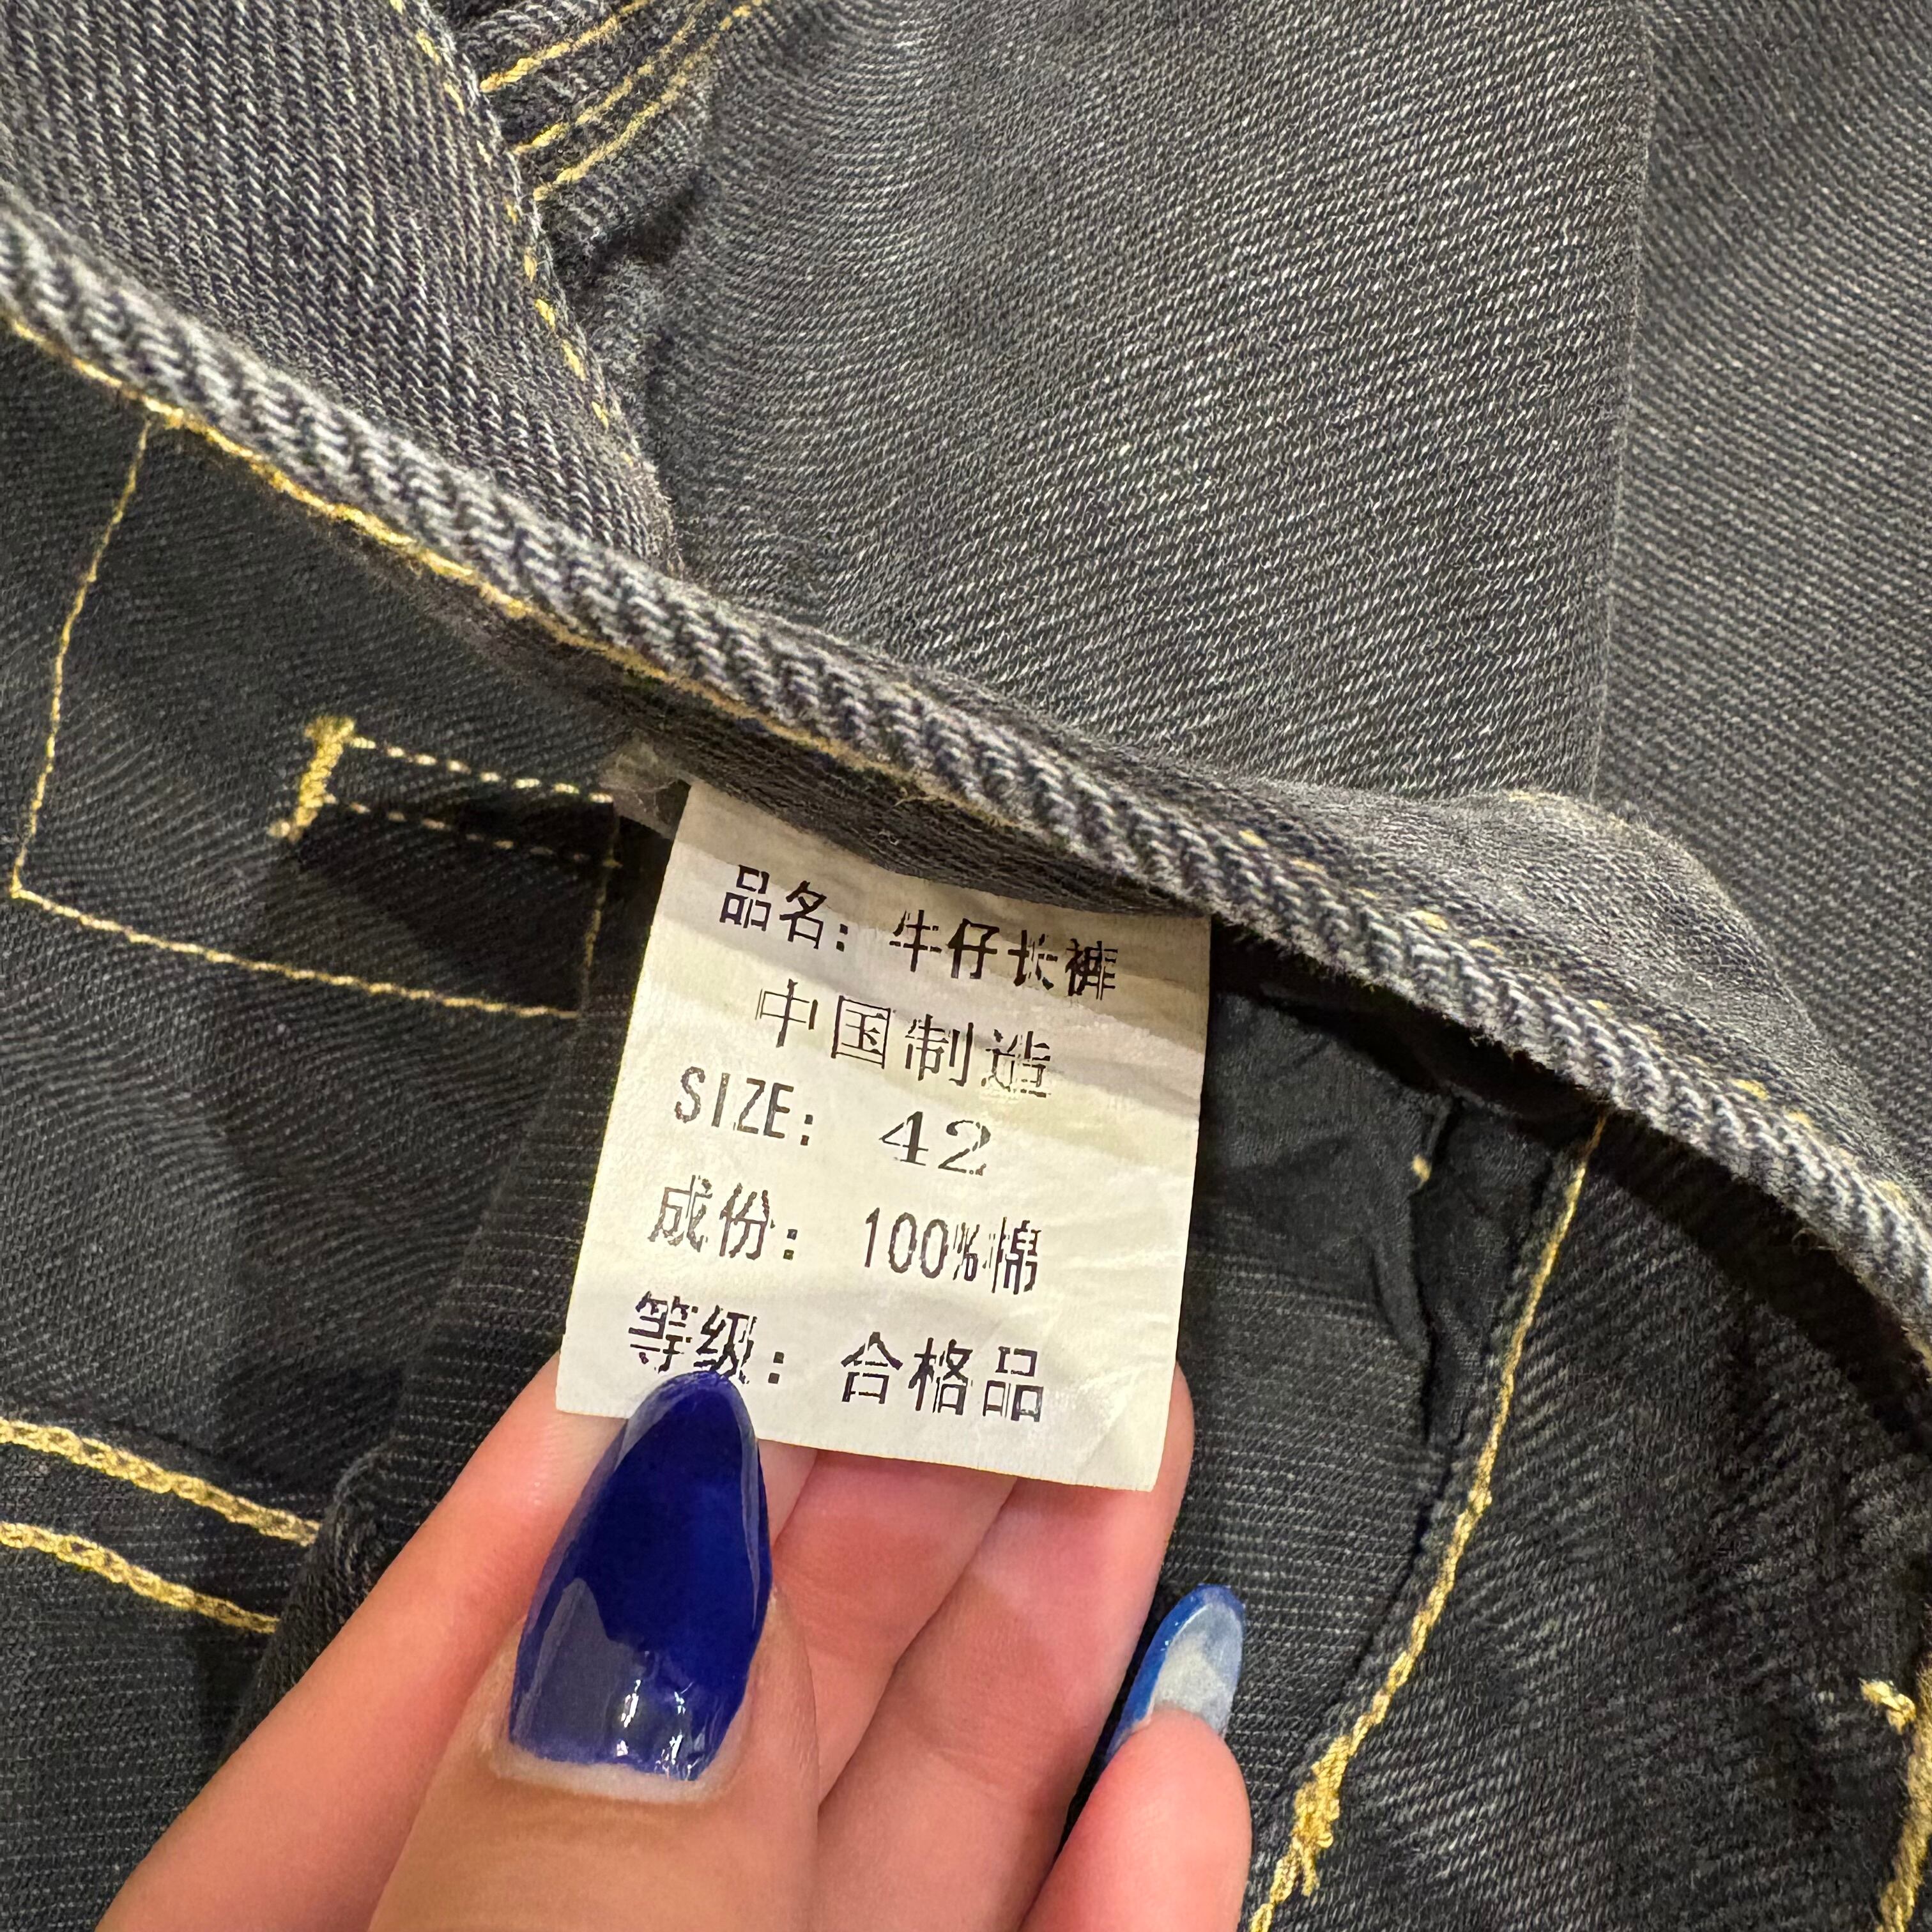 品名: 牛仔长裤
中国制造
SIZE: 42
成份: 100%棉
等级: 合格品